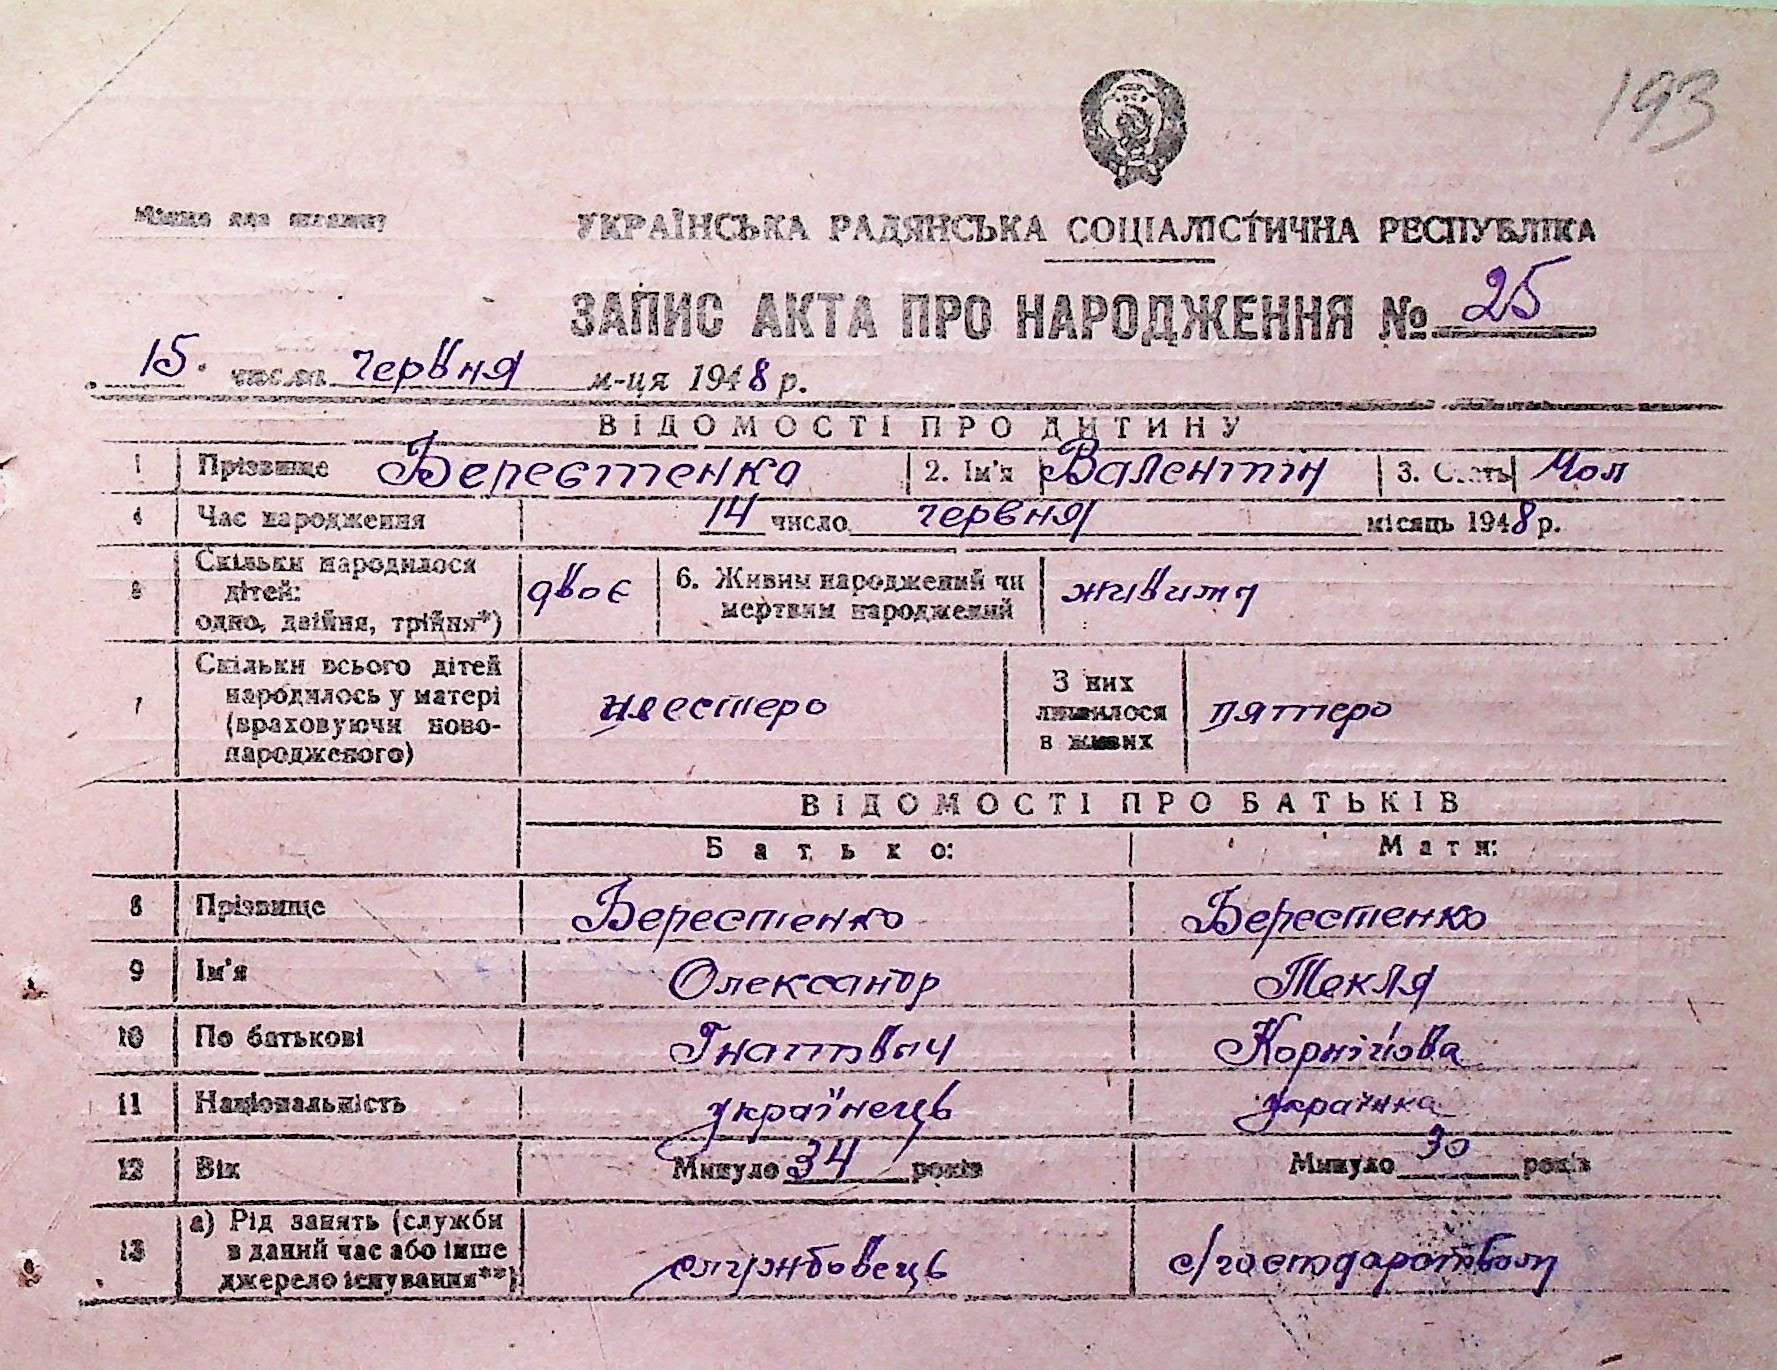 193
Місце для штампу
УКРАЇНСЬКА РАДЯНСЬКА СОЦІАЛІСТИЧНА РЕСПУБЛІКА
ЗАПИС АКТА ПРО НАРОДЖЕННЯ № 25
15. числа червня м-ця 1948 р.
ВІДОМОСТІ ПРО ДИТИНУ
1 Прізвище Берестенко 2. Ім'я Валентін 3. Стать Чол
4 Час народження 14 число червня місяць 1948 р.
5 Скільки народилося дітей: одно, двійня, трійня*) двоє 6. Живим народжений чи мертвим народжений живими
7 Скільки всього дітей народилось у матері (враховуючи новонародженого) шестеро З них лишилося в живих пятеро
ВІДОМОСТІ ПРО БАТЬКІВ
Батько: Мати:
8 Прізвище Берестенко Берестенко
9 Ім'я Олександр Текля
10 По батькові Гнатовыч Корніівва
11 Національність українець українка
12 Вік Минуло 34 років Минуло 30 років
13 а) Рід занять (служби в даний час або інше джерело існування**) службовець с/господарством